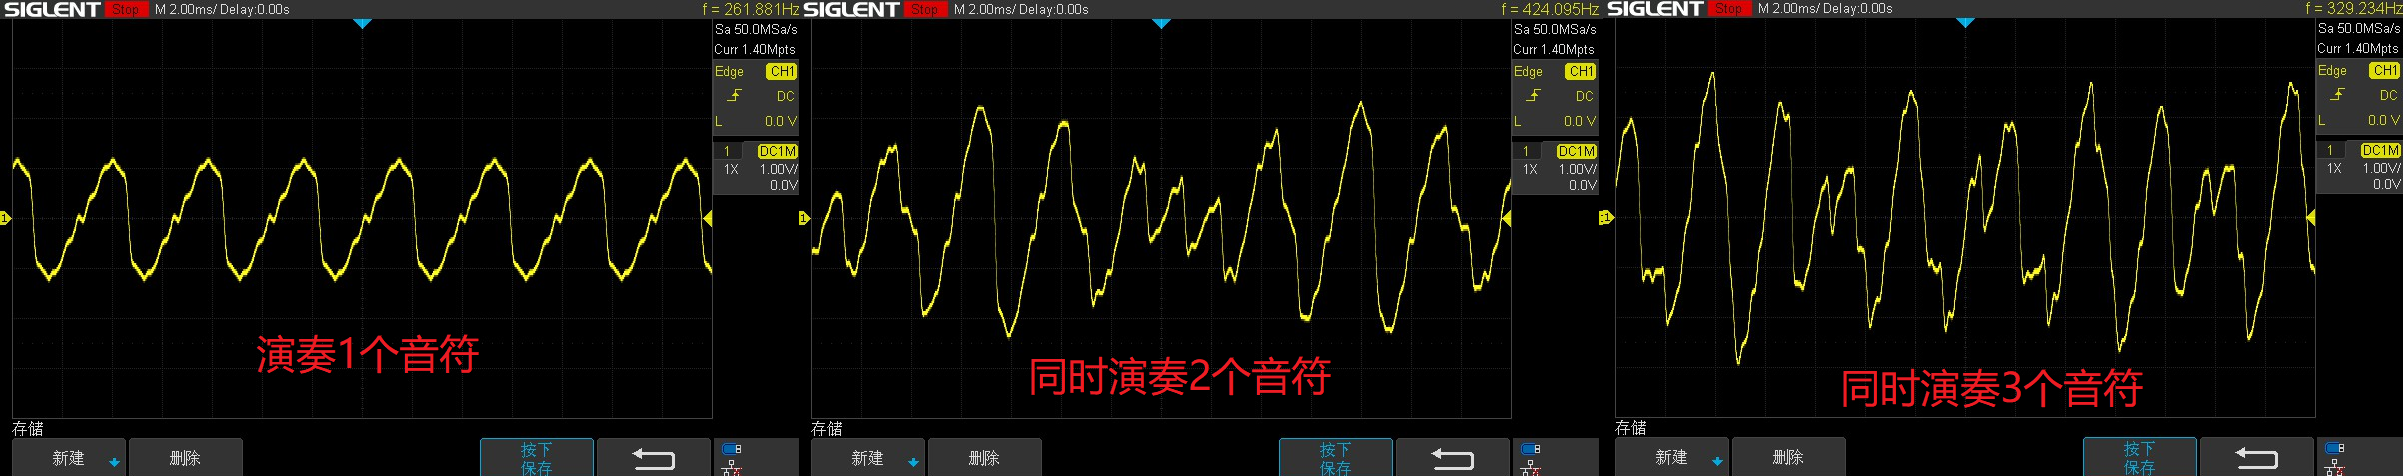 SIGLENT Stop M 2.00ms/ Delay:0.00s f = 261.881Hz
Sa 50.0MSa/s
Curr 1.40Mpts
Edge CH1
DC
L 0.0 V
1 DC1M
1X 1.00V/
0.0V
1
演奏1个音符
存储
新建
删除
按下
保存
SIGLENT Stop M 2.00ms/ Delay:0.00s f = 424.095Hz
Sa 50.0MSa/s
Curr 1.40Mpts
Edge CH1
DC
L 0.0 V
1 DC1M
1X 1.00V/
0.0V
1
同时演奏2个音符
存储
新建
删除
按下
保存
SIGLENT Stop M 2.00ms/ Delay:0.00s f = 329.234Hz
Sa 50.0MSa/s
Curr 1.40Mpts
Edge CH1
DC
L 0.0 V
1 DC1M
1X 1.00V/
0.0V
1
同时演奏3个音符
存储
新建
删除
按下
保存